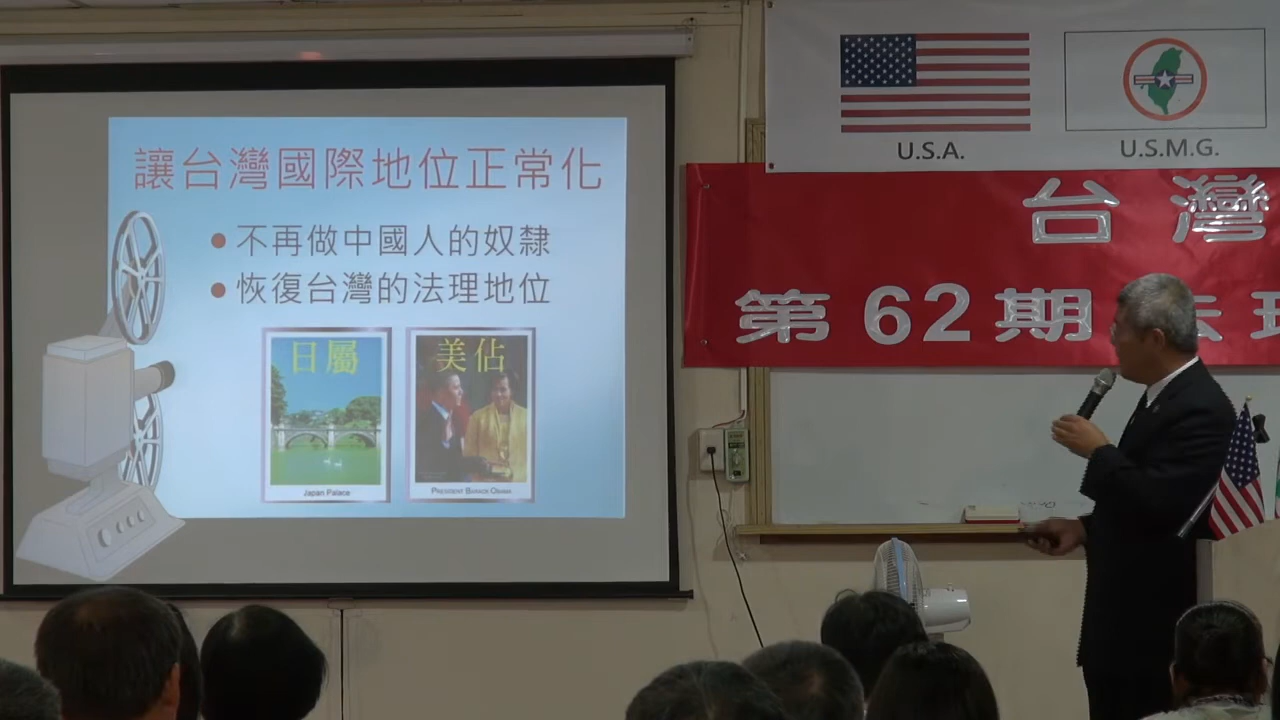 讓台灣國際地位正常化
不再做中國人的奴隸
恢復台灣的法理地位
日屬
美佔
Japan Palace
PRESIDENT BARACK OBAMA
U.S.A.
U.S.M.G.
台灣
第62期法理